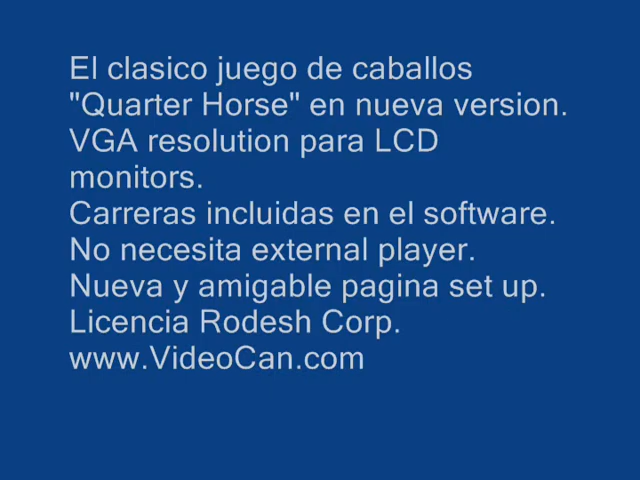 El clasico juego de caballos
"Quarter Horse" en nueva version.
VGA resolution para LCD
monitors.
Carreras incluidas en el software.
No necesita external player.
Nueva y amigable pagina set up.
Licencia Rodesh Corp.
www.VideoCan.com